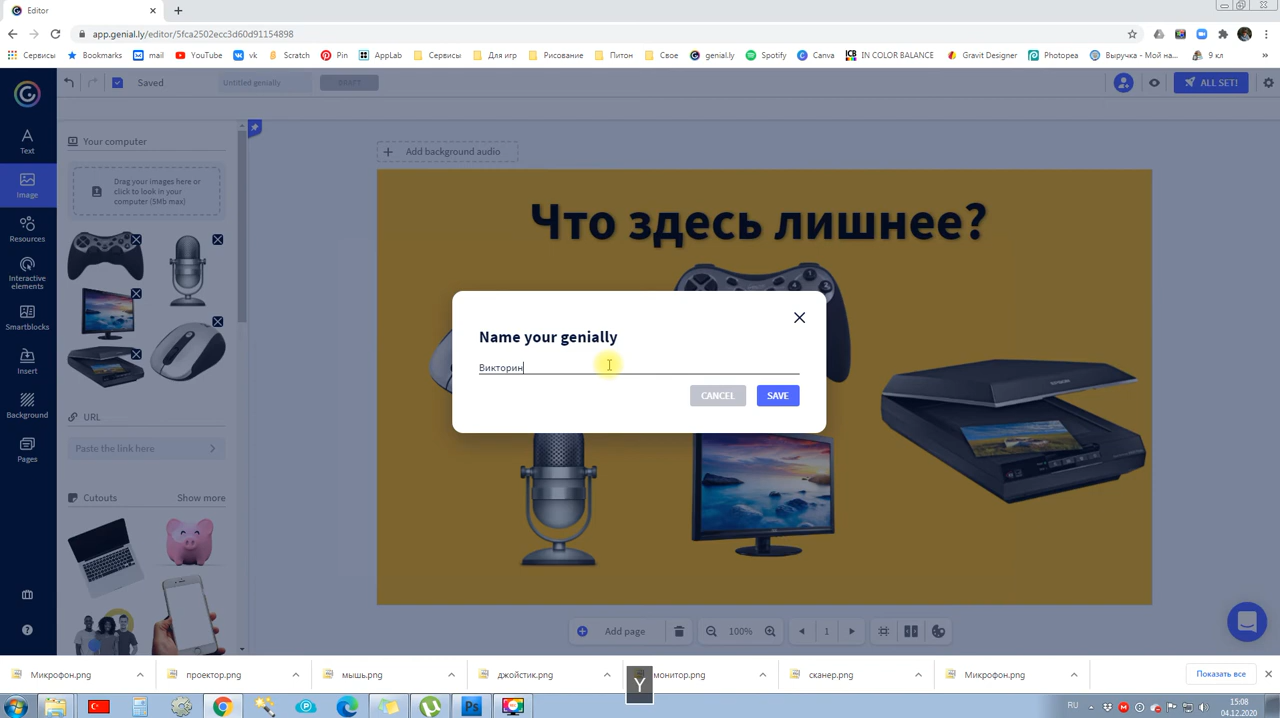 Editor
app.genial.ly/editor/5fca2502ecc3d60d91154898
Сервисы
Bookmarks
mail
YouTube
vk
Scratch
Pin
AppLab
Сервисы
Для игр
Рисование
Питон
Свое
genial.ly
Spotify
Canva
IN COLOR BALANCE
Gravit Designer
Photopea
Выручка – Мой на...
9 кл
Saved
Untitled genially
DRAFT
ALL SET!
Text
Image
Resources
Interactive
elements
Smartblocks
Insert
Background
Pages
Your computer
Drag your images here or
click to look in your
computer (5Mb max)
URL
Paste the link here
Cutouts
Show more
Add background audio
Что здесь лишнее?
EPSON
Name your genially
Викторин
CANCEL
SAVE
Add page
100%
1
Микрофон.png
проектор.png
мышь.png
джойстик.png
монитор.png
сканер.png
Микрофон.png
Показать все
Y
RU
15:08
04.12.2020